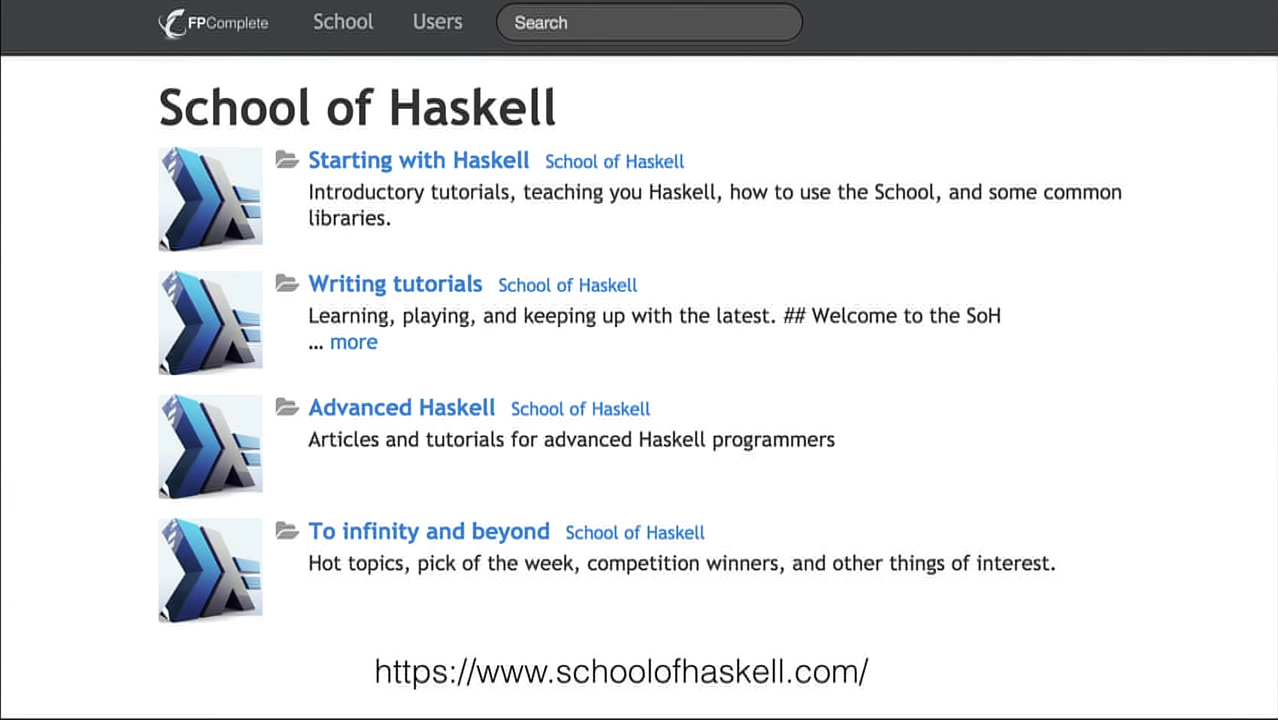 FPComplete School Users Search
School of Haskell
Starting with Haskell School of Haskell
Introductory tutorials, teaching you Haskell, how to use the School, and some common
libraries.
Writing tutorials School of Haskell
Learning, playing, and keeping up with the latest. ## Welcome to the SoH
... more
Advanced Haskell School of Haskell
Articles and tutorials for advanced Haskell programmers
To infinity and beyond School of Haskell
Hot topics, pick of the week, competition winners, and other things of interest.
https://www.schoolofhaskell.com/